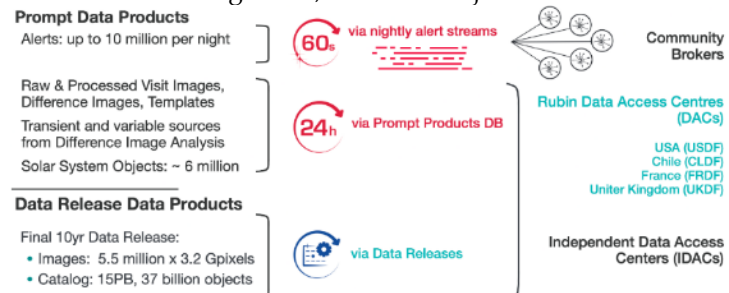 Prompt Data Products
Alerts: up to 10 million per night
60s
via nightly alert streams
Community
Brokers
Raw & Processed Visit Images,
Difference Images, Templates
Transient and variable sources
from Difference Image Analysis
Solar System Objects: ~ 6 million
24h
via Prompt Products DB
Rubin Data Access Centres
(DACs)
USA (USDF)
Chile (CLDF)
France (FRDF)
Uniter Kingdom (UKDF)
Data Release Data Products
Final 10yr Data Release:
• Images: 5.5 million x 3.2 Gpixels
• Catalog: 15PB, 37 billion objects
via Data Releases
Independent Data Access
Centers (IDACs)